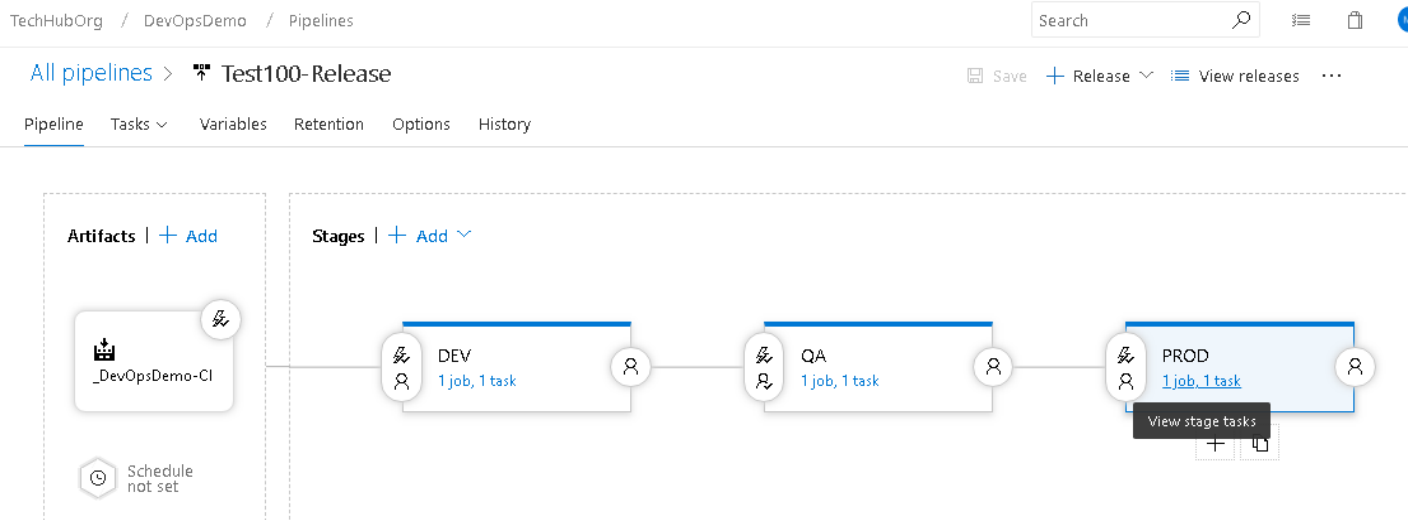 TechHubOrg / DevOpsDemo / Pipelines
Search
All pipelines > Test100-Release
Save + Release View releases ...
Pipeline Tasks Variables Retention Options History
Artifacts | + Add
Stages | + Add
_DevOpsDemo-CI
DEV
1 job, 1 task
QA
1 job, 1 task
PROD
1 job, 1 task
View stage tasks
Schedule
not set